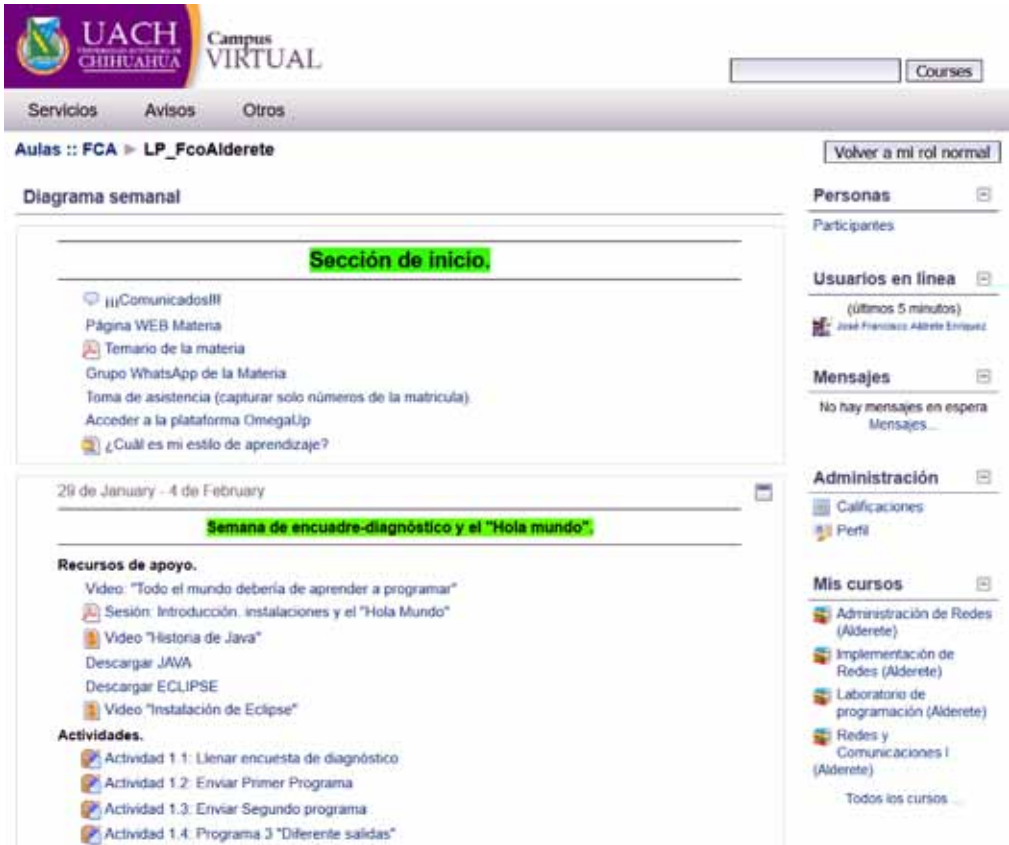 UACH
UNIVERSIDAD AUTÓNOMA DE
CHIHUAHUA
Campus
VIRTUAL
Courses
Servicios Avisos Otros
Aulas :: FCA ► LP_FcoAlderete
Volver a mi rol normal
Diagrama semanal
Sección de inicio.
¡¡¡Comunicados!!!
Página WEB Materia
Temario de la materia
Grupo WhatsApp de la Materia
Toma de asistencia (capturar solo números de la matricula)
Acceder a la plataforma OmegaUp
¿Cuál es mi estilo de aprendizaje?
29 de January - 4 de February
Semana de encuadre-diagnóstico y el "Hola mundo".
Recursos de apoyo.
Video: "Todo el mundo debería de aprender a programar"
Sesión: Introducción, instalaciones y el "Hola Mundo"
Video "Historia de Java"
Descargar JAVA
Descargar ECLIPSE
Video "Instalación de Eclipse"
Actividades.
Actividad 1.1: Llenar encuesta de diagnóstico
Actividad 1.2: Enviar Primer Programa
Actividad 1.3: Enviar Segundo programa
Actividad 1.4: Programa 3 "Diferente salidas"
Personas
Participantes
Usuarios en línea
(últimos 5 minutos)
José Francisco Enriquez
Mensajes
No hay mensajes en espera
Mensajes...
Administración
Calificaciones
Perfil
Mis cursos
Administración de Redes
(Alderete)
Implementación de
Redes (Alderete)
Laboratorio de
programación (Alderete)
Redes y
Comunicaciones I
(Alderete)
Todos los cursos ...